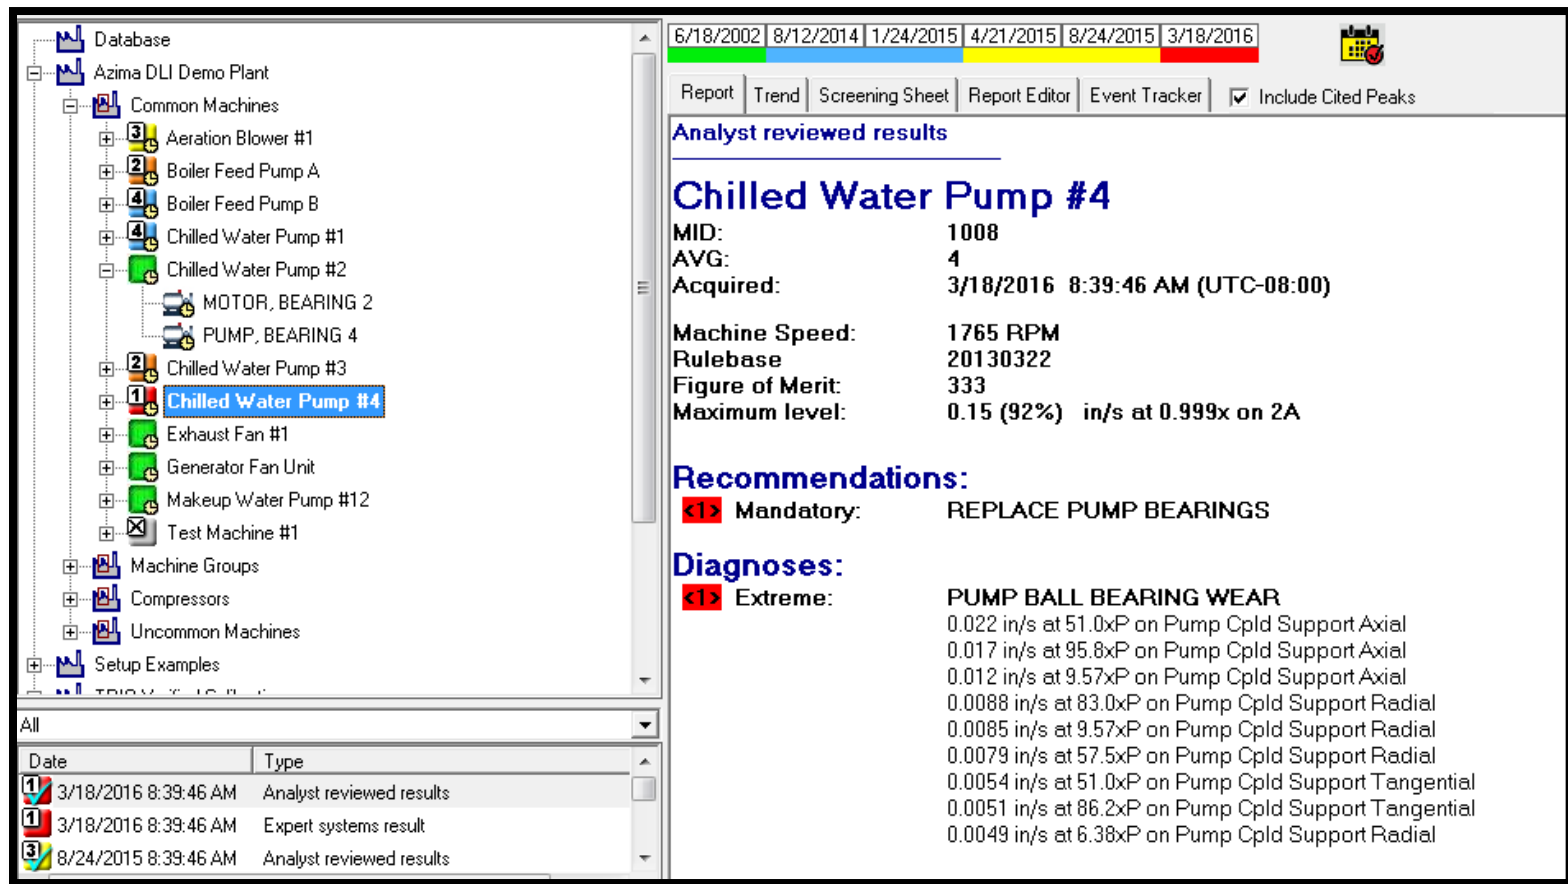 Database
Azima DLI Demo Plant
Common Machines
3 Aeration Blower #1
2 Boiler Feed Pump A
4 Boiler Feed Pump B
4 Chilled Water Pump #1
Chilled Water Pump #2
MOTOR, BEARING 2
PUMP, BEARING 4
2 Chilled Water Pump #3
1 Chilled Water Pump #4
Exhaust Fan #1
Generator Fan Unit
Makeup Water Pump #12
X Test Machine #1
Machine Groups
Compressors
Uncommon Machines
Setup Examples
All
Date Type
1 3/18/2016 8:39:46 AM Analyst reviewed results
1 3/18/2016 8:39:46 AM Expert systems result
3 8/24/2015 8:39:46 AM Analyst reviewed results
6/18/2002 8/12/2014 1/24/2015 4/21/2015 8/24/2015 3/18/2016
Report Trend Screening Sheet Report Editor Event Tracker Include Cited Peaks
Analyst reviewed results
Chilled Water Pump #4
MID: 1008
AVG: 4
Acquired: 3/18/2016 8:39:46 AM (UTC-08:00)
Machine Speed: 1765 RPM
Rulebase 20130322
Figure of Merit: 333
Maximum level: 0.15 (92%) in/s at 0.999x on 2A
Recommendations:
<1> Mandatory: REPLACE PUMP BEARINGS
Diagnoses:
<1> Extreme: PUMP BALL BEARING WEAR
0.022 in/s at 51.0xP on Pump Cpld Support Axial
0.017 in/s at 95.8xP on Pump Cpld Support Axial
0.012 in/s at 9.57xP on Pump Cpld Support Axial
0.0088 in/s at 83.0xP on Pump Cpld Support Radial
0.0085 in/s at 9.57xP on Pump Cpld Support Radial
0.0079 in/s at 57.5xP on Pump Cpld Support Radial
0.0054 in/s at 51.0xP on Pump Cpld Support Tangential
0.0051 in/s at 86.2xP on Pump Cpld Support Tangential
0.0049 in/s at 6.38xP on Pump Cpld Support Radial